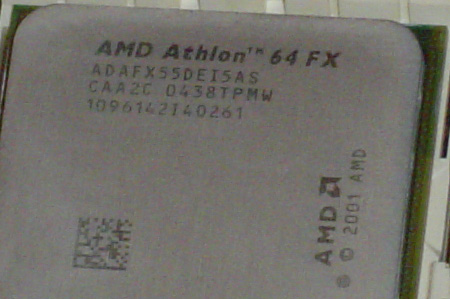 AMD Athlon™ 64 FX
ADAFX55DEI5AS
CAA2C 0438TPMW
1096142I40261
AMD
© 2001 AMD